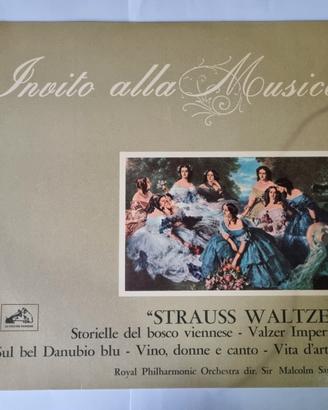 Invito alla Musica
"STRAUSS WALTZE
Storielle del bosco viennese - Valzer Imper
Sul bel Danubio blu - Vino, donne e canto - Vita d'art
Royal Philharmonic Orchestra dir. Sir Malcolm Sa